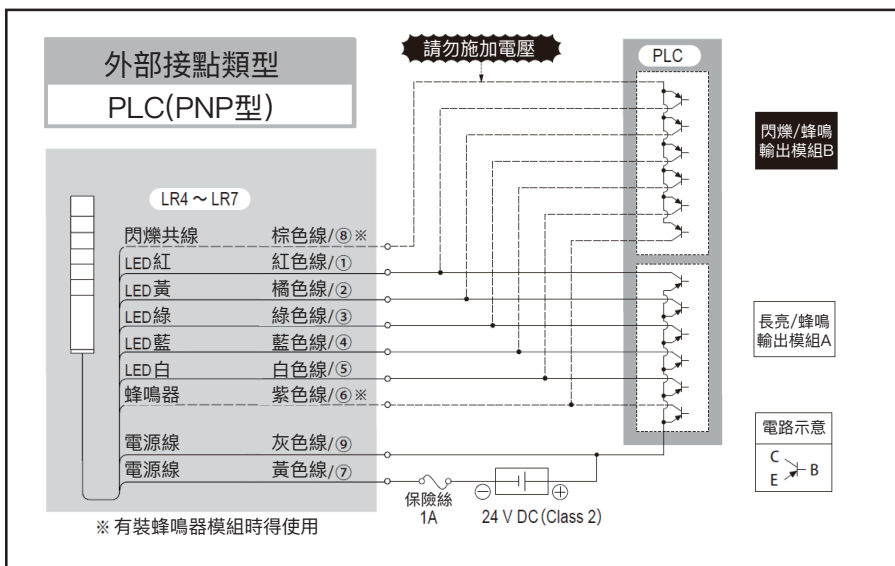 外部接點類型
PLC(PNP型)
請勿施加電壓
PLC
閃爍/蜂鳴
輸出模組B
LR4～LR7
閃爍共線 棕色線/⑧※
LED紅 紅色線/①
LED黃 橘色線/②
LED綠 綠色線/③
LED藍 藍色線/④
LED白 白色線/⑤
蜂鳴器 紫色線/⑥※
電源線 灰色線/⑨
電源線 黃色線/⑦
長亮/蜂鳴
輸出模組A
電路示意
C
B
E
保險絲
1A
24 V DC (Class 2)
※ 有裝蜂鳴器模組時得使用